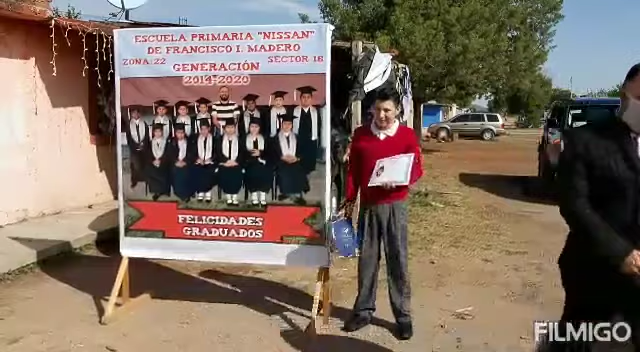 ESCUELA PRIMARIA "NISSAN"
DE FRANCISCO I. MADERO
ZONA:22 SECTOR 18
GENERACIÓN
2014-2020
FELICIDADES
GRADUADOS
FILMIGO